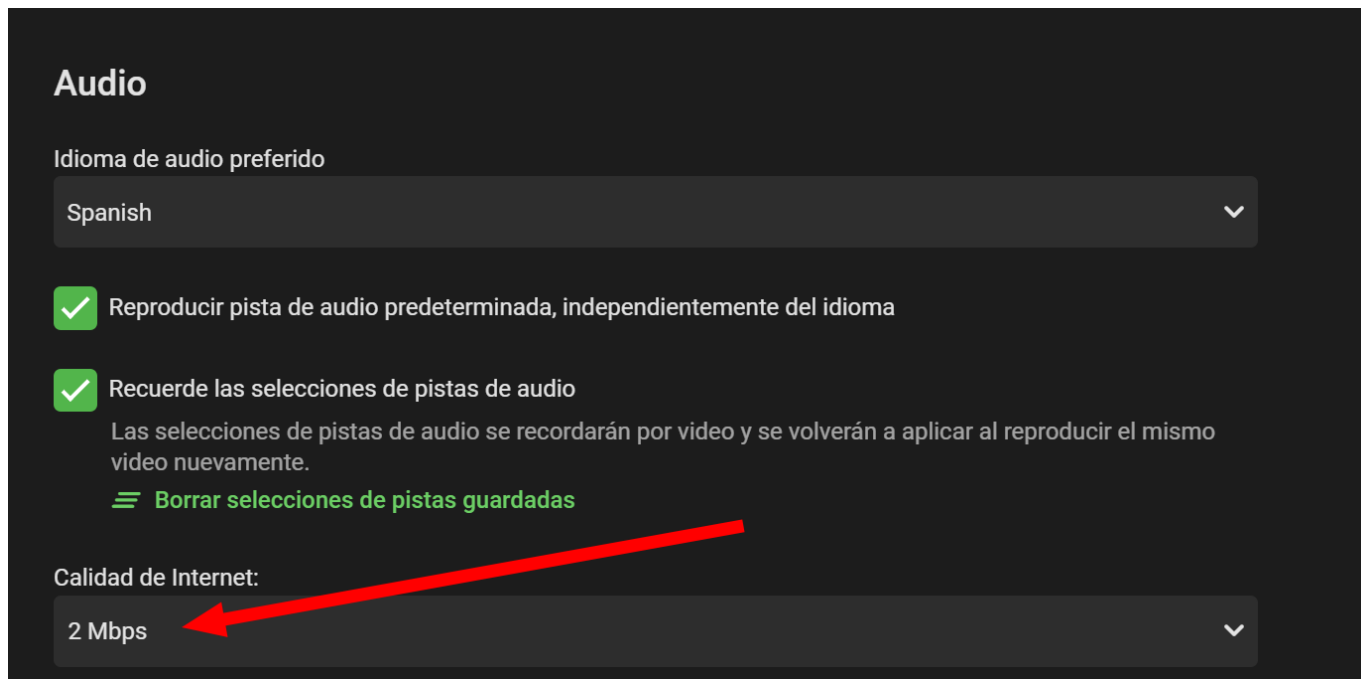 Audio
Idioma de audio preferido
Spanish
Reproducir pista de audio predeterminada, independientemente del idioma
Recuerde las selecciones de pistas de audio
Las selecciones de pistas de audio se recordarán por video y se volverán a aplicar al reproducir el mismo
video nuevamente.
Borrar selecciones de pistas guardadas
Calidad de Internet:
2 Mbps